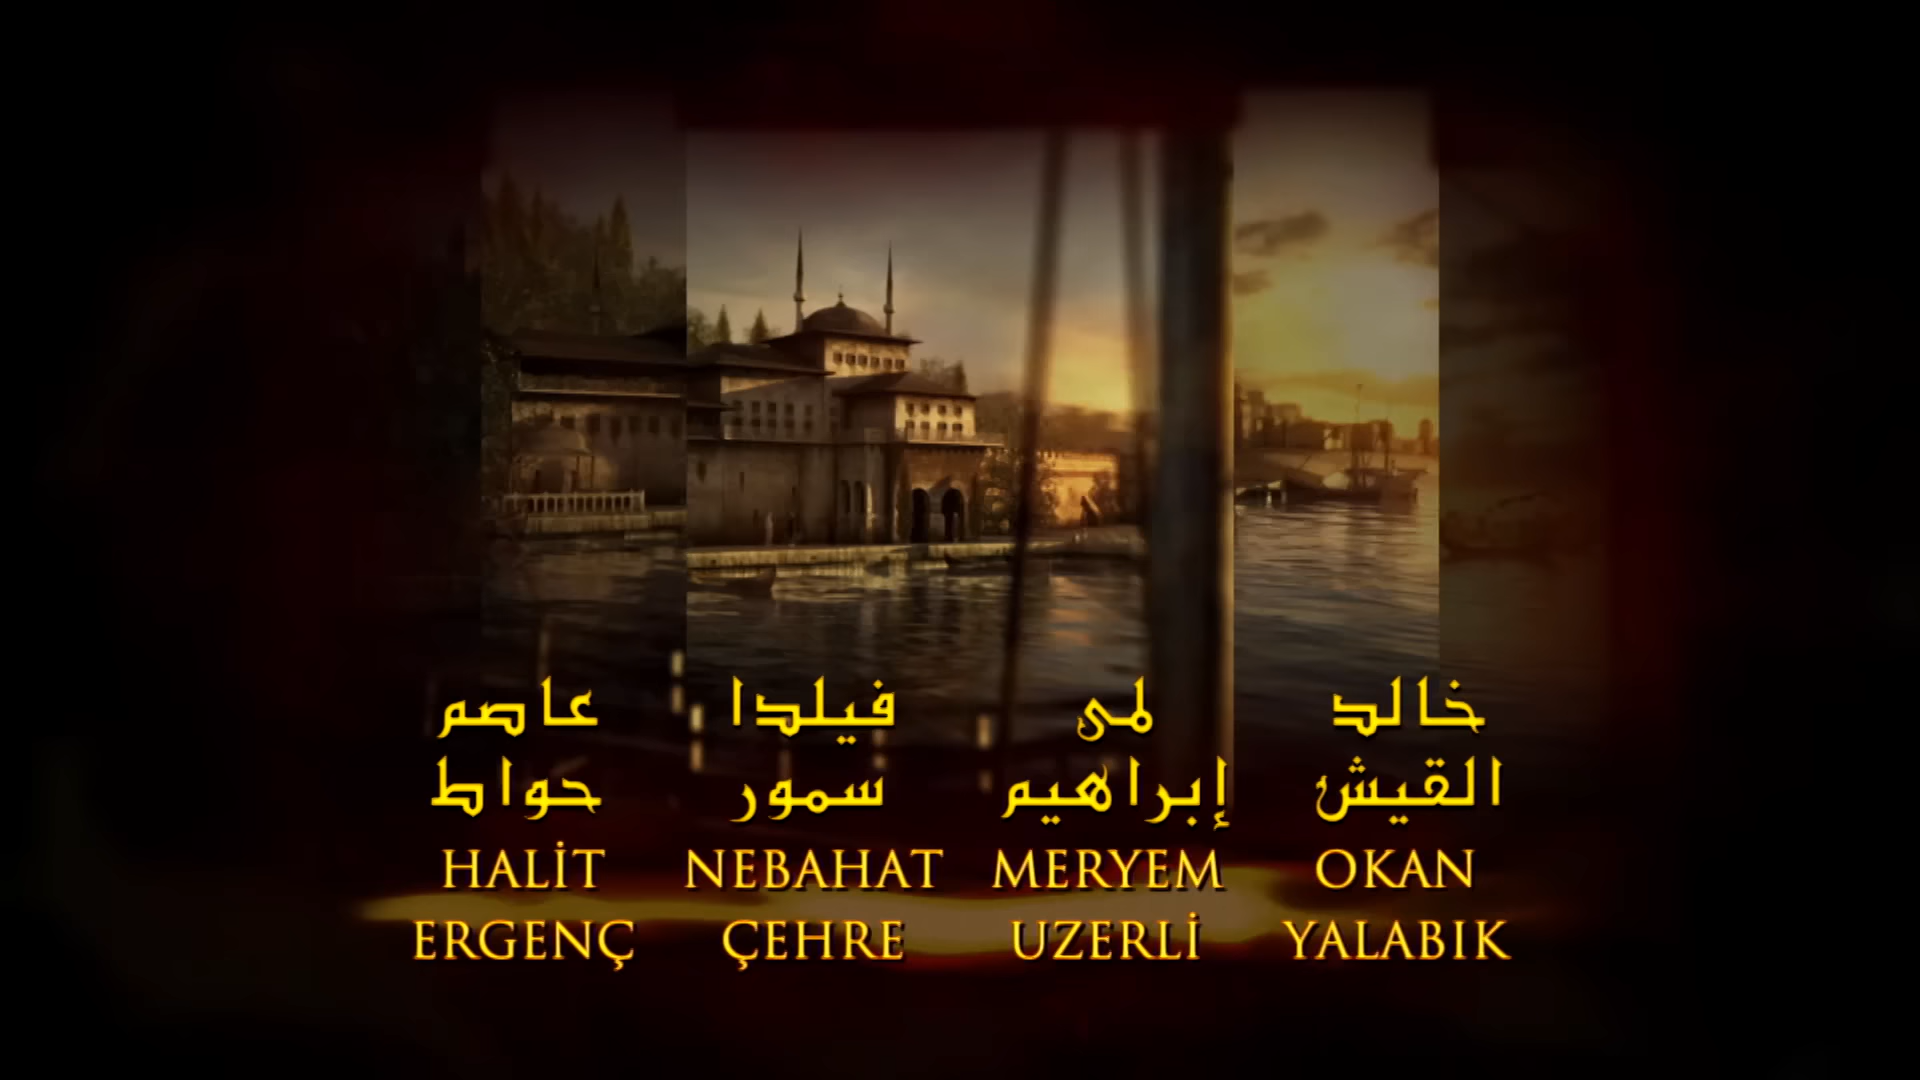 عاصم
حواط
HALİT
ERGENÇ
فيلدا
سمور
NEBAHAT
ÇEHRE
لمى
إبراهيم
MERYEM
UZERLİ
خالد
القيش
OKAN
YALABIK